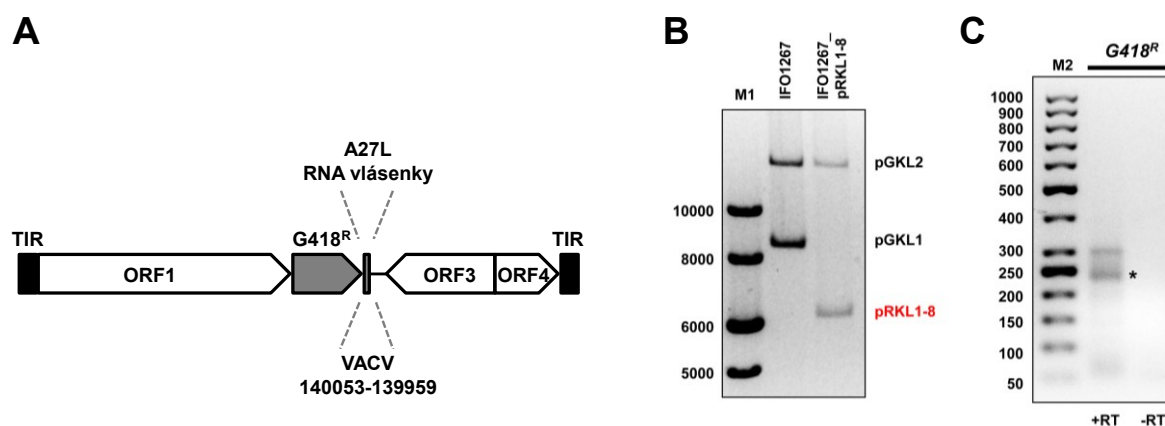 A
A27L
RNA vlásenky
G418R
TIR
TIR
ORF1
ORF3
ORF4
VACV
140053-139959
B
M1
IFO1267
IFO1267_
pRKL1-8
pGKL2
10000
pGKL1
8000
pRKL1-8
6000
5000
C
G418R
M2
1000
900
800
700
600
500
400
300
250
*
200
150
100
50
+RT
-RT